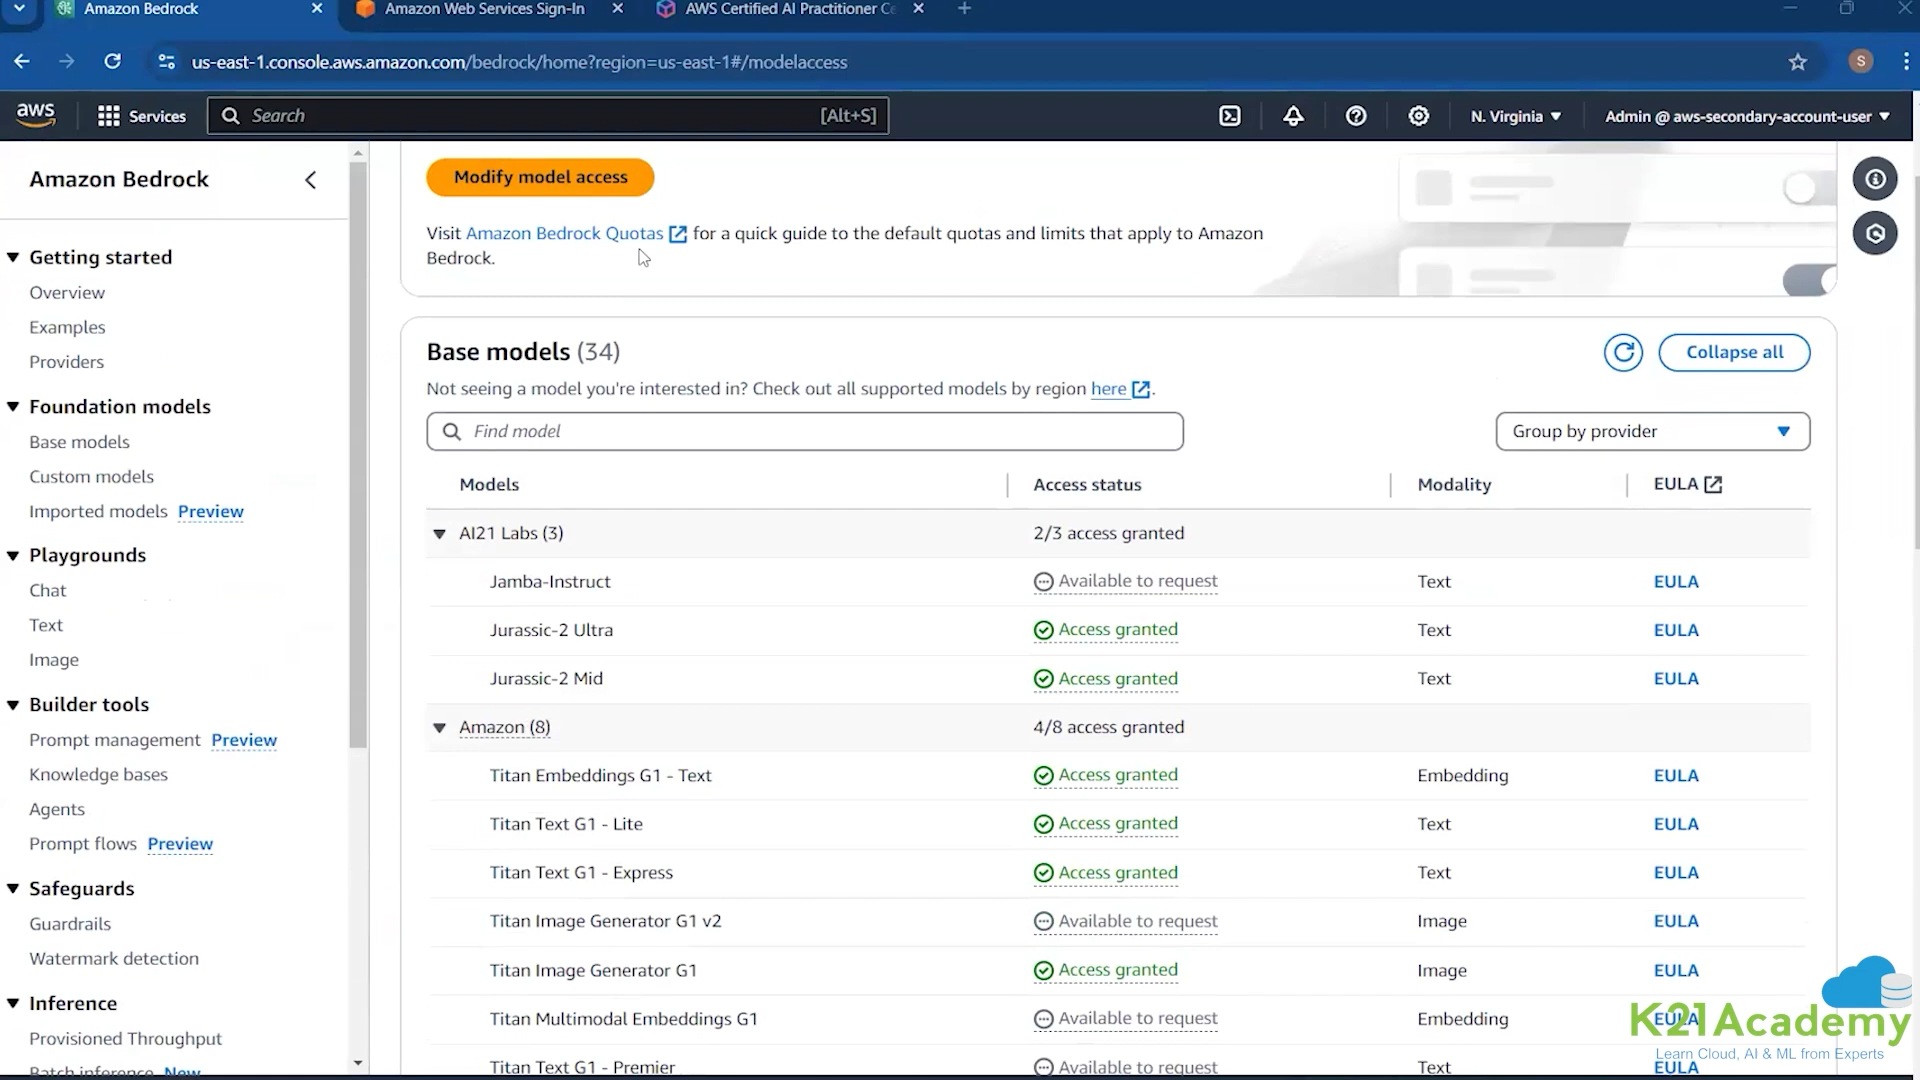 Amazon Bedrock
Amazon Web Services Sign-In
AWS Certified AI Practitioner Ce
us-east-1.console.aws.amazon.com/bedrock/home?region=us-east-1#/modelaccess
S
aws
Services
Search
[Alt+S]
N. Virginia
Admin @ aws-secondary-account-user
Amazon Bedrock
Getting started
Overview
Examples
Providers
Foundation models
Base models
Custom models
Imported models Preview
Playgrounds
Chat
Text
Image
Builder tools
Prompt management Preview
Knowledge bases
Agents
Prompt flows Preview
Safeguards
Guardrails
Watermark detection
Inference
Provisioned Throughput
Batch inference New
Modify model access
Visit Amazon Bedrock Quotas for a quick guide to the default quotas and limits that apply to Amazon
Bedrock.
Base models (34)
Collapse all
Not seeing a model you're interested in? Check out all supported models by region here.
Find model
Group by provider
Models Access status Modality EULA
AI21 Labs (3) 2/3 access granted
Jamba-Instruct Available to request Text EULA
Jurassic-2 Ultra Access granted Text EULA
Jurassic-2 Mid Access granted Text EULA
Amazon (8) 4/8 access granted
Titan Embeddings G1 - Text Access granted Embedding EULA
Titan Text G1 - Lite Access granted Text EULA
Titan Text G1 - Express Access granted Text EULA
Titan Image Generator G1 v2 Available to request Image EULA
Titan Image Generator G1 Access granted Image EULA
Titan Multimodal Embeddings G1 Available to request Embedding EULA
Titan Text G1 - Premier Available to request Text EULA
K21Academy
Learn Cloud, AI & ML from Experts